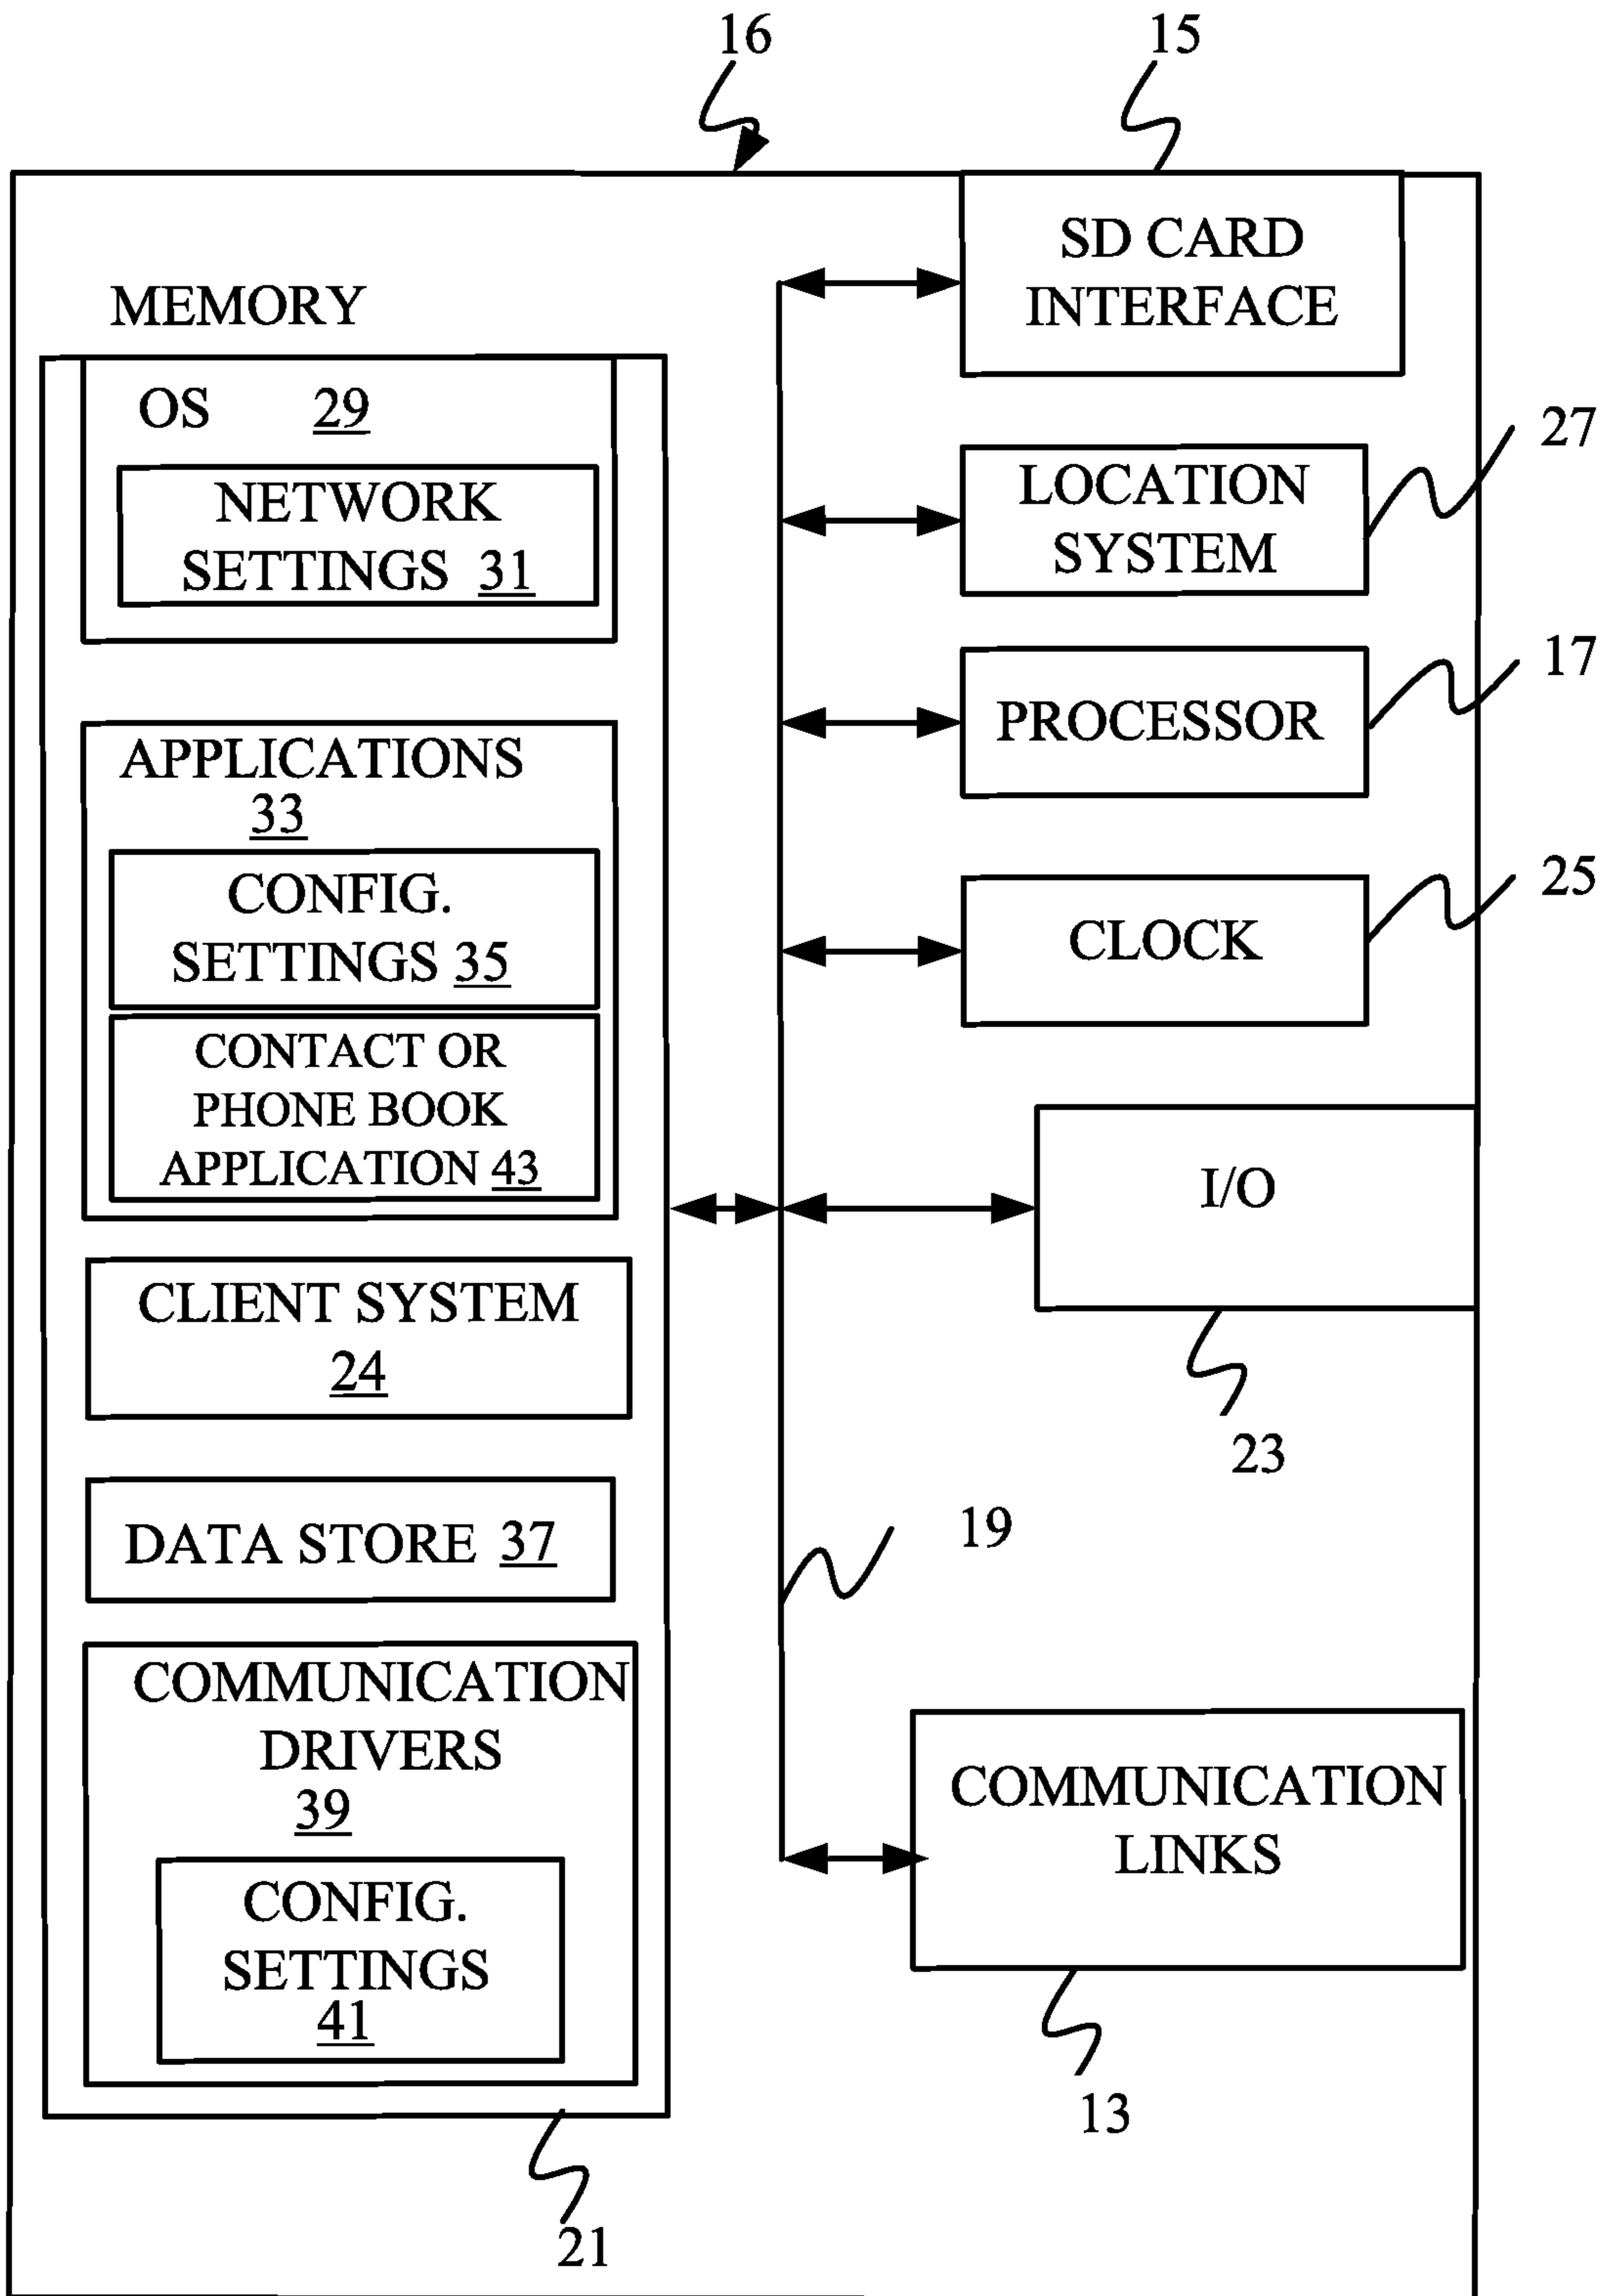 16
15
MEMORY
OS 29
NETWORK
SETTINGS 31
APPLICATIONS
33
CONFIG.
SETTINGS 35
CONTACT OR
PHONE BOOK
APPLICATION 43
CLIENT SYSTEM
24
DATA STORE 37
COMMUNICATION
DRIVERS
39
CONFIG.
SETTINGS
41
21
SD CARD
INTERFACE
LOCATION
SYSTEM
27
PROCESSOR
17
CLOCK
25
I/O
23
19
COMMUNICATION
LINKS
13